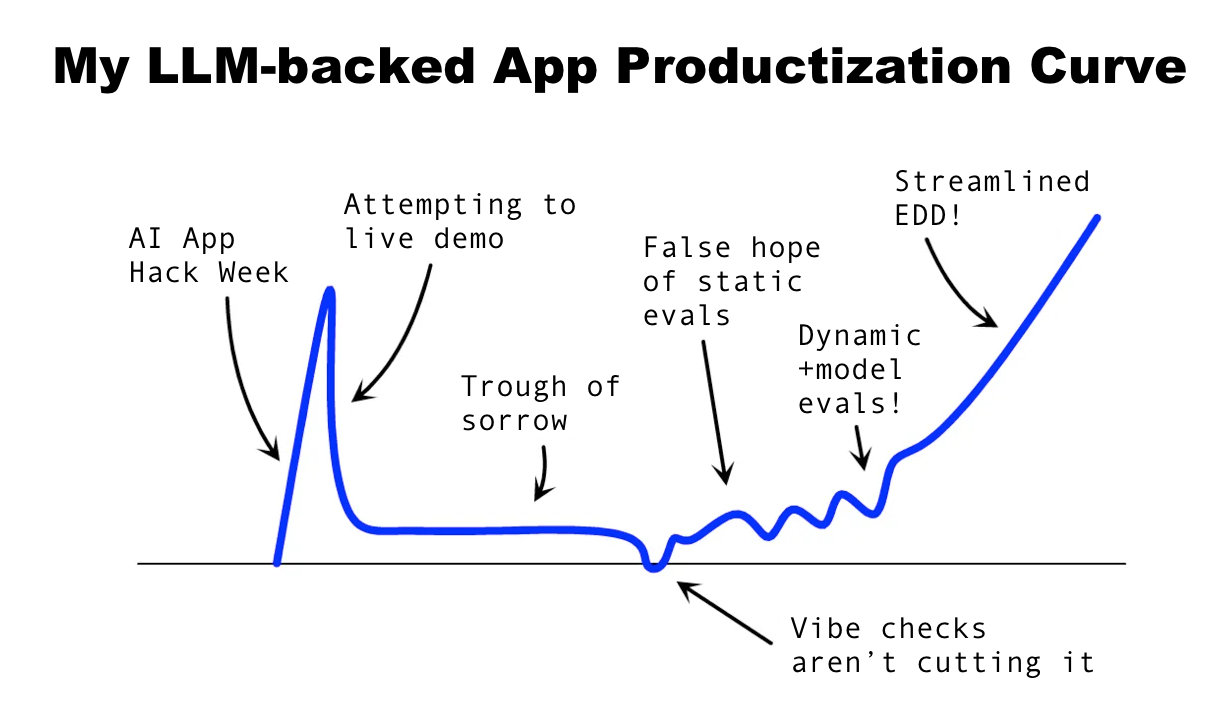 My LLM-backed App Productization Curve
AI App
Hack Week
Attempting to
live demo
Trough of
sorrow
False hope
of static
evals
Dynamic
+model
evals!
Streamlined
EDD!
Vibe checks
aren’t cutting it